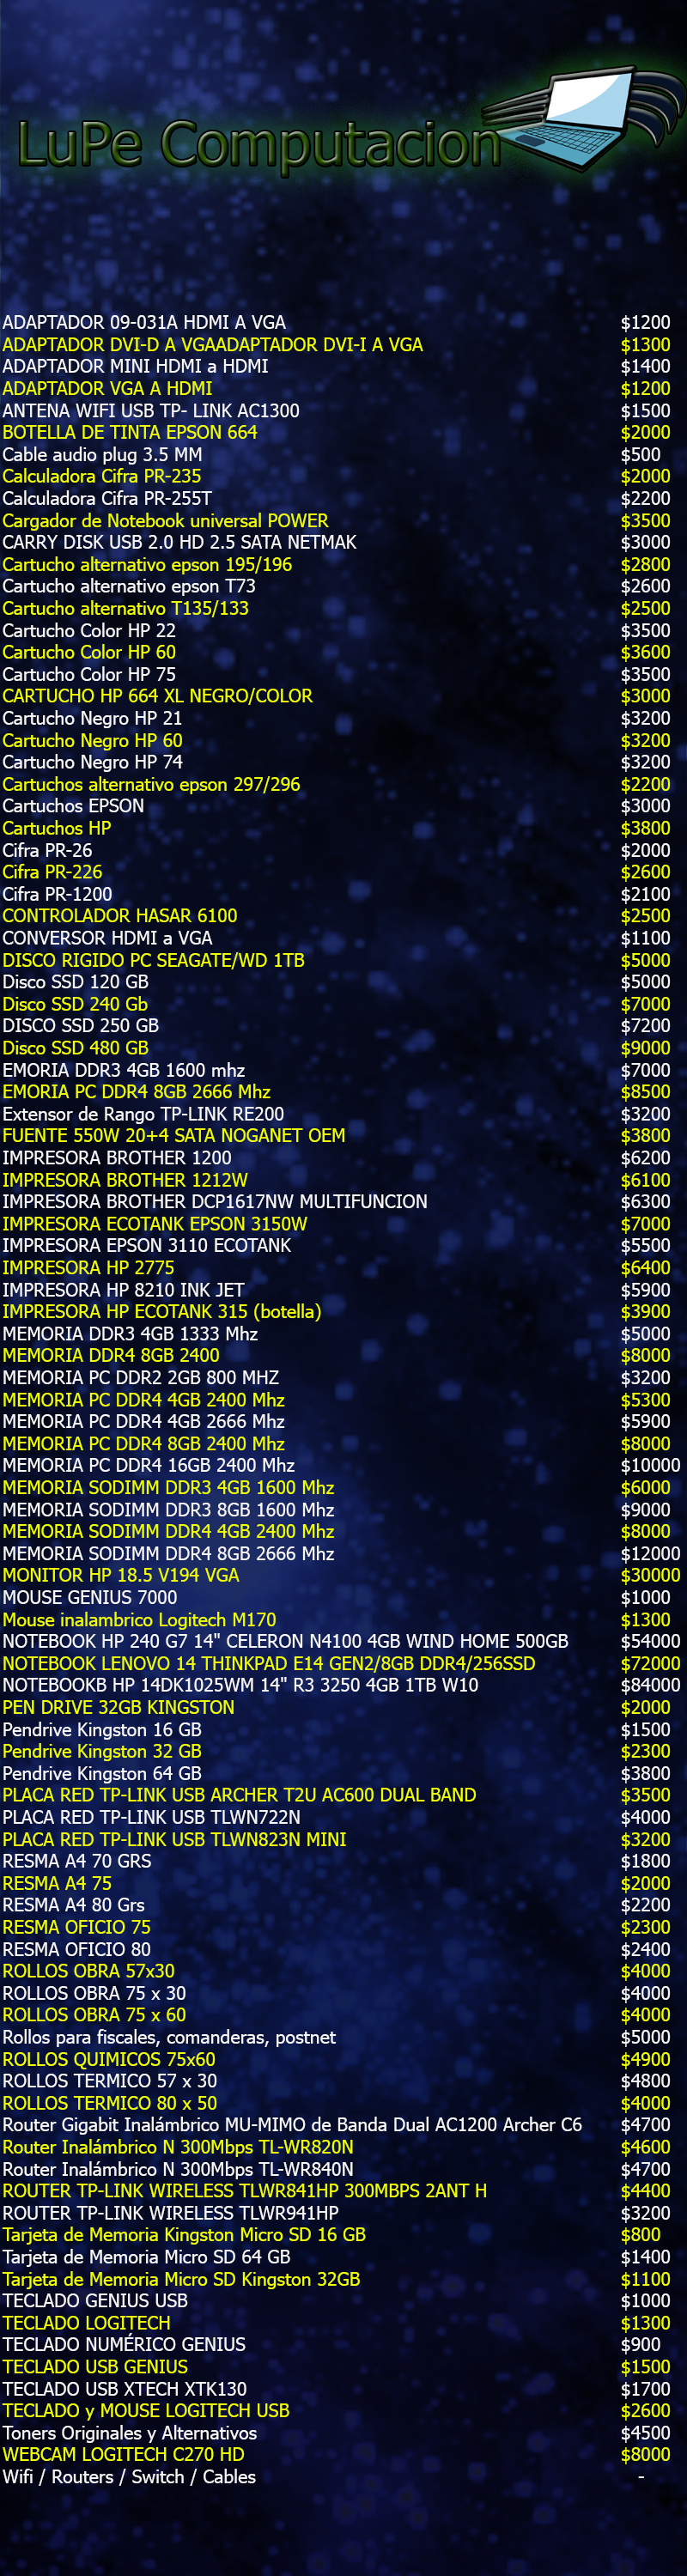 LuPe Computacion
ADAPTADOR 09-031A HDMI A VGA $1200
ADAPTADOR DVI-D A VGAADAPTADOR DVI-I A VGA $1300
ADAPTADOR MINI HDMI a HDMI $1400
ADAPTADOR VGA A HDMI $1200
ANTENA WIFI USB TP- LINK AC1300 $1500
BOTELLA DE TINTA EPSON 664 $2000
Cable audio plug 3.5 MM $500
Calculadora Cifra PR-235 $2000
Calculadora Cifra PR-255T $2200
Cargador de Notebook universal POWER $3500
CARRY DISK USB 2.0 HD 2.5 SATA NETMAK $3000
Cartucho alternativo epson 195/196 $2800
Cartucho alternativo epson T73 $2600
Cartucho alternativo T135/133 $2500
Cartucho Color HP 22 $3500
Cartucho Color HP 60 $3600
Cartucho Color HP 75 $3500
CARTUCHO HP 664 XL NEGRO/COLOR $3000
Cartucho Negro HP 21 $3200
Cartucho Negro HP 60 $3200
Cartucho Negro HP 74 $3200
Cartuchos alternativo epson 297/296 $2200
Cartuchos EPSON $3000
Cartuchos HP $3800
Cifra PR-26 $2000
Cifra PR-226 $2600
Cifra PR-1200 $2100
CONTROLADOR HASAR 6100 $2500
CONVERSOR HDMI a VGA $1100
DISCO RIGIDO PC SEAGATE/WD 1TB $5000
Disco SSD 120 GB $5000
Disco SSD 240 Gb $7000
DISCO SSD 250 GB $7200
Disco SSD 480 GB $9000
EMORIA DDR3 4GB 1600 mhz $7000
EMORIA PC DDR4 8GB 2666 Mhz $8500
Extensor de Rango TP-LINK RE200 $3200
FUENTE 550W 20+4 SATA NOGANET OEM $3800
IMPRESORA BROTHER 1200 $6200
IMPRESORA BROTHER 1212W $6100
IMPRESORA BROTHER DCP1617NW MULTIFUNCION $6300
IMPRESORA ECOTANK EPSON 3150W $7000
IMPRESORA EPSON 3110 ECOTANK $5500
IMPRESORA HP 2775 $6400
IMPRESORA HP 8210 INK JET $5900
IMPRESORA HP ECOTANK 315 (botella) $3900
MEMORIA DDR3 4GB 1333 Mhz $5000
MEMORIA DDR4 8GB 2400 $8000
MEMORIA PC DDR2 2GB 800 MHZ $3200
MEMORIA PC DDR4 4GB 2400 Mhz $5300
MEMORIA PC DDR4 4GB 2666 Mhz $5900
MEMORIA PC DDR4 8GB 2400 Mhz $8000
MEMORIA PC DDR4 16GB 2400 Mhz $10000
MEMORIA SODIMM DDR3 4GB 1600 Mhz $6000
MEMORIA SODIMM DDR3 8GB 1600 Mhz $9000
MEMORIA SODIMM DDR4 4GB 2400 Mhz $8000
MEMORIA SODIMM DDR4 8GB 2666 Mhz $12000
MONITOR HP 18.5 V194 VGA $30000
MOUSE GENIUS 7000 $1000
Mouse inalambrico Logitech M170 $1300
NOTEBOOK HP 240 G7 14" CELERON N4100 4GB WIND HOME 500GB $54000
NOTEBOOK LENOVO 14 THINKPAD E14 GEN2/8GB DDR4/256SSD $72000
NOTEBOOKB HP 14DK1025WM 14" R3 3250 4GB 1TB W10 $84000
PEN DRIVE 32GB KINGSTON $2000
Pendrive Kingston 16 GB $1500
Pendrive Kingston 32 GB $2300
Pendrive Kingston 64 GB $3800
PLACA RED TP-LINK USB ARCHER T2U AC600 DUAL BAND $3500
PLACA RED TP-LINK USB TLWN722N $4000
PLACA RED TP-LINK USB TLWN823N MINI $3200
RESMA A4 70 GRS $1800
RESMA A4 75 $2000
RESMA A4 80 Grs $2200
RESMA OFICIO 75 $2300
RESMA OFICIO 80 $2400
ROLLOS OBRA 57x30 $4000
ROLLOS OBRA 75 x 30 $4000
ROLLOS OBRA 75 x 60 $4000
Rollos para fiscales, comanderas, postnet $5000
ROLLOS QUIMICOS 75x60 $4900
ROLLOS TERMICO 57 x 30 $4800
ROLLOS TERMICO 80 x 50 $4000
Router Gigabit Inalámbrico MU-MIMO de Banda Dual AC1200 Archer C6 $4700
Router Inalámbrico N 300Mbps TL-WR820N $4600
Router Inalámbrico N 300Mbps TL-WR840N $4700
ROUTER TP-LINK WIRELESS TLWR841HP 300MBPS 2ANT H $4400
ROUTER TP-LINK WIRELESS TLWR941HP $3200
Tarjeta de Memoria Kingston Micro SD 16 GB $800
Tarjeta de Memoria Micro SD 64 GB $1400
Tarjeta de Memoria Micro SD Kingston 32GB $1100
TECLADO GENIUS USB $1000
TECLADO LOGITECH $1300
TECLADO NUMÉRICO GENIUS $900
TECLADO USB GENIUS $1500
TECLADO USB XTECH XTK130 $1700
TECLADO y MOUSE LOGITECH USB $2600
Toners Originales y Alternativos $4500
WEBCAM LOGITECH C270 HD $8000
Wifi / Routers / Switch / Cables -